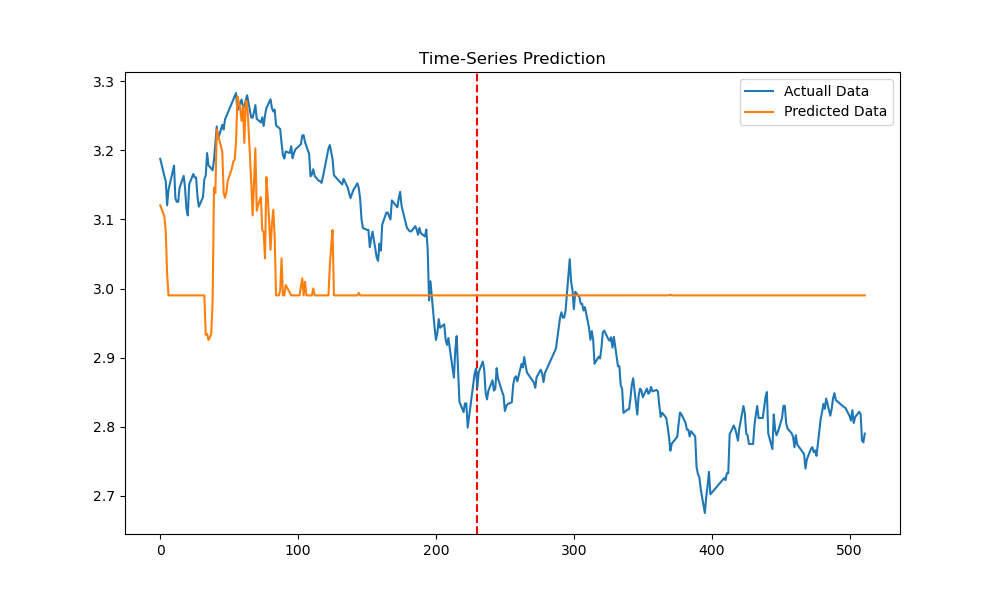 Time-Series Prediction
Actuall Data
Predicted Data
3.3
3.2
3.1
3.0
2.9
2.8
2.7
0 100 200 300 400 500